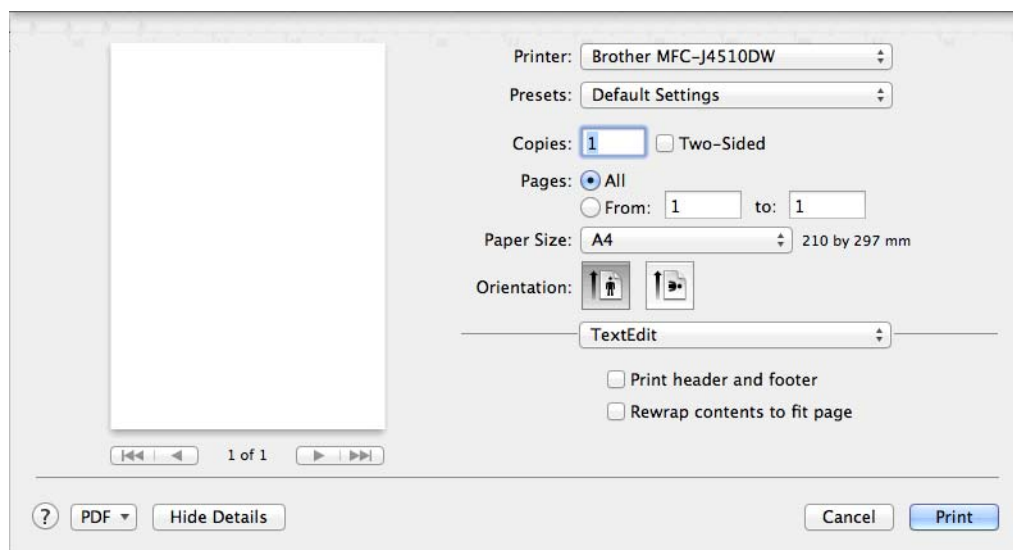 Printer: Brother MFC-J4510DW
Presets: Default Settings
Copies: 1 Two-Sided
Pages: All
From: 1 to: 1
Paper Size: A4 210 by 297 mm
Orientation:
TextEdit
Print header and footer
Rewrap contents to fit page
1 of 1
? PDF Hide Details Cancel Print